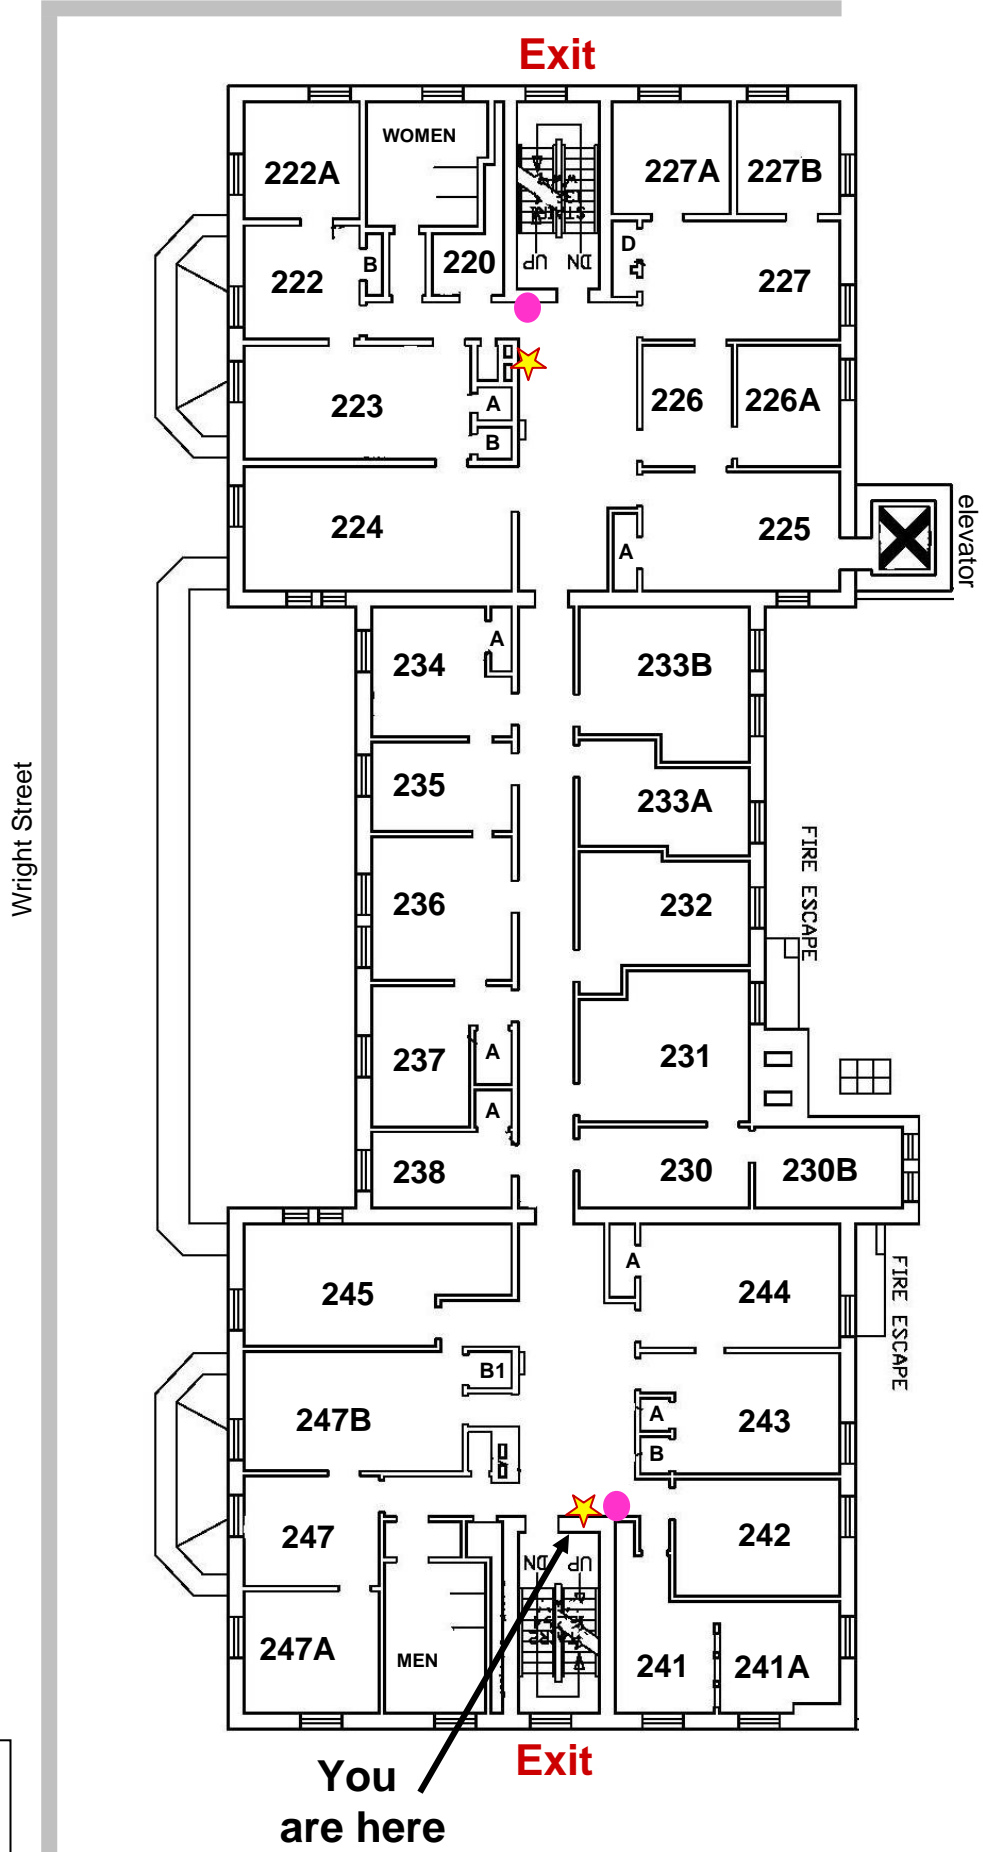 Exit
WOMEN
222A
227A
227B
D
B
220
222
227
UP
DN
223
A
226
226A
B
224
225
A
elevator
A
234
233B
235
233A
Wright Street
FIRE ESCAPE
236
232
237
A
231
A
238
230
230B
A
245
244
FIRE ESCAPE
B1
247B
A
243
B
247
242
DN
UP
247A
MEN
241
241A
Exit
You
are here